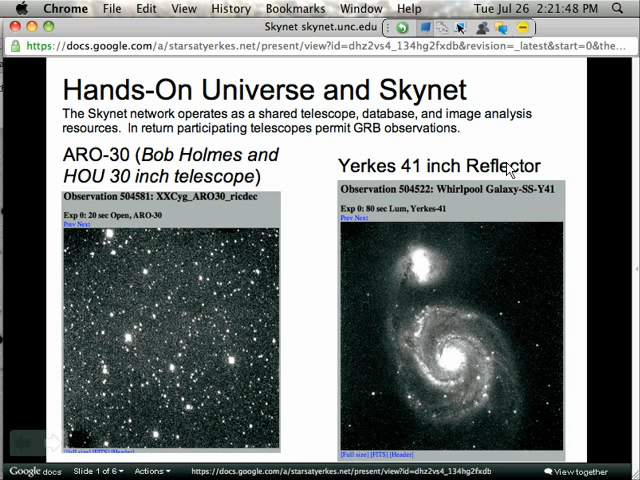 Chrome File Edit View History Bookmarks Window Help Tue Jul 26 2:21:48 PM
Skynet skynet.unc.edu
https://docs.google.com/a/starsatyerkes.net/present/view?id=dhz2vs4_134hg2fxdb&revision=_latest&start=0&the...
Hands-On Universe and Skynet
The Skynet network operates as a shared telescope, database, and image analysis
resources. In return participating telescopes permit GRB observations.
ARO-30 (Bob Holmes and
HOU 30 inch telescope)
Observation 504581: XXCyg_ARO30_ricdec
Exp 0: 20 sec Open, ARO-30
Prev Next
[Full size] [FITS] [Header]
Yerkes 41 inch Reflector
Observation 504522: Whirlpool Galaxy-SS-Y41
Exp 0: 80 sec Lum, Yerkes-41
Prev Next
[Full size] [FITS] [Header]
Google docs Slide 1 of 6 Actions https://docs.google.com/a/starsatyerkes.net/present/view?id=dhz2vs4_134hg2fxdb View together